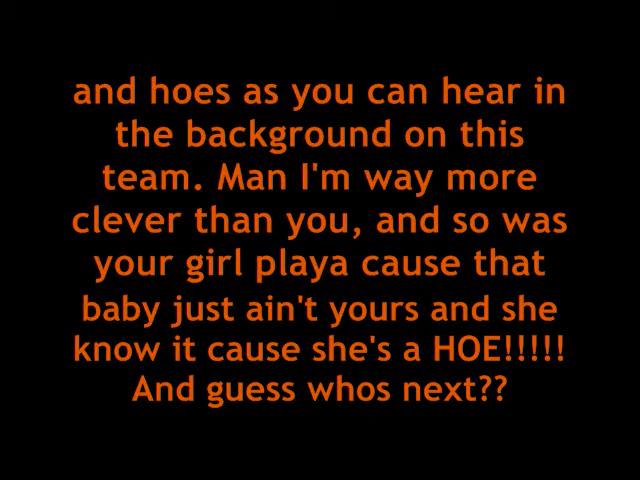 and hoes as you can hear in
the background on this
team. Man I'm way more
clever than you, and so was
your girl playa cause that
baby just ain't yours and she
know it cause she's a HOE!!!!!
And guess whos next??